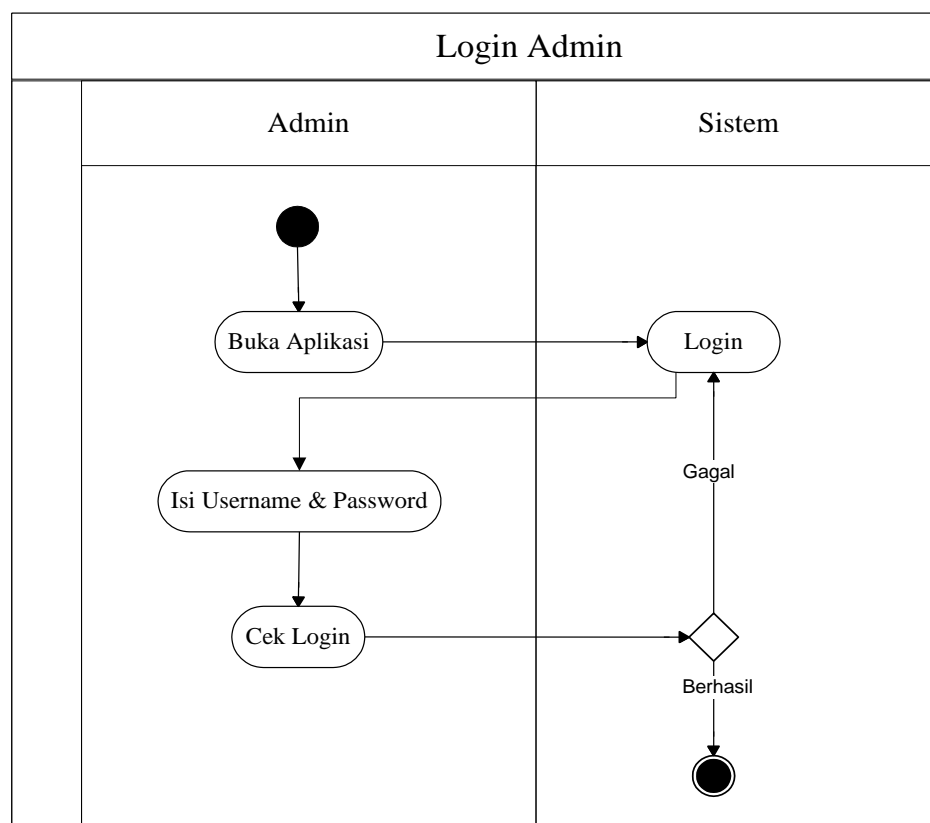 Login Admin
Admin
Sistem
Buka Aplikasi
Login
Isi Username & Password
Gagal
Cek Login
Berhasil